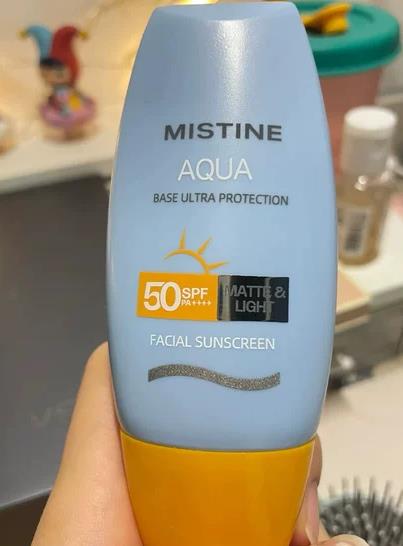 MISTINE
AQUA
BASE ULTRA PROTECTION
50 SPF PA++++
MATTE & LIGHT
FACIAL SUNSCREEN